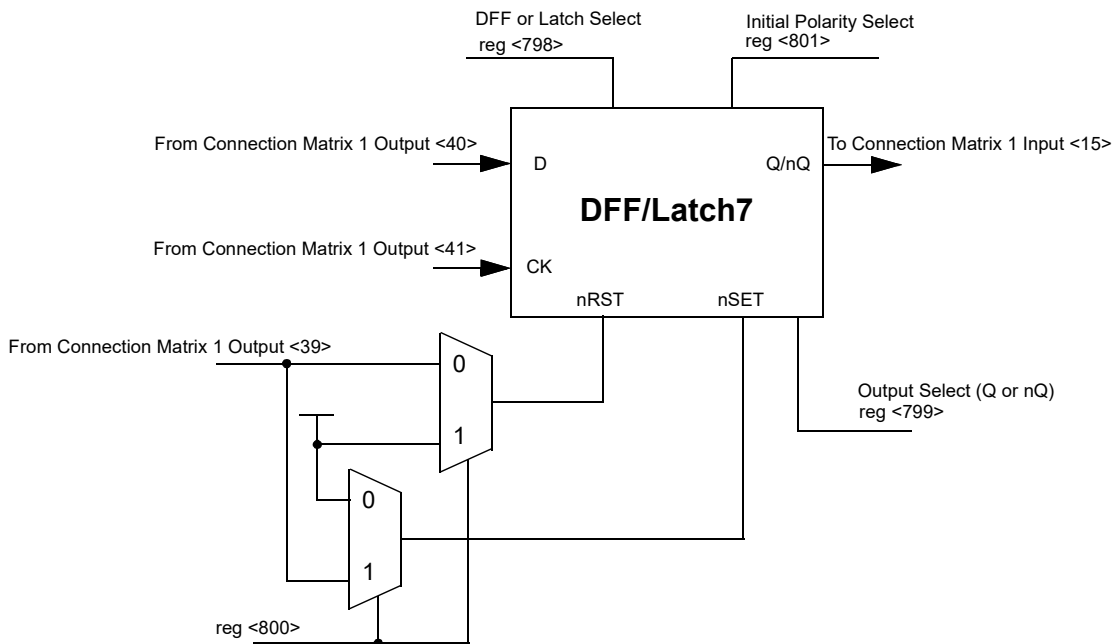 DFF or Latch Select
reg <798>
Initial Polarity Select
reg <801>
From Connection Matrix 1 Output <40>
D
Q/nQ
To Connection Matrix 1 Input <15>
DFF/Latch7
From Connection Matrix 1 Output <41>
CK
nRST
nSET
From Connection Matrix 1 Output <39>
0
1
Output Select (Q or nQ)
reg <799>
0
1
reg <800>